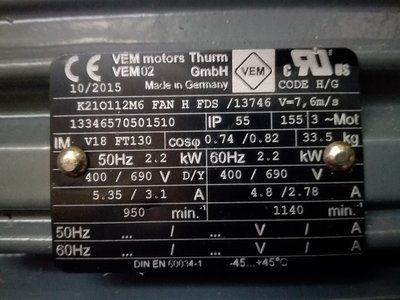 CE VEM motors Thurm VEM c UR US
VEM02 GmbH CODE H/G
10/2015 Made in Germany
K21O112M6 FAN H FDS /13746 V=7,6m/s
13346570501510 IP 55 155 3 ~Mot
IM V18 FT130 cosφ 0.74 /0.82 33.5 kg
50Hz 2.2 kW 60Hz 2.2 kW
400 / 690 V D/Y 400 / 690 V
5.35 / 3.1 A 4.8 /2.78 A
950 min.⁻¹ 1140 min.⁻¹
50Hz ... / ... V / A
60Hz ... / ... V / A
DIN EN 60034-1 -45...+45°C